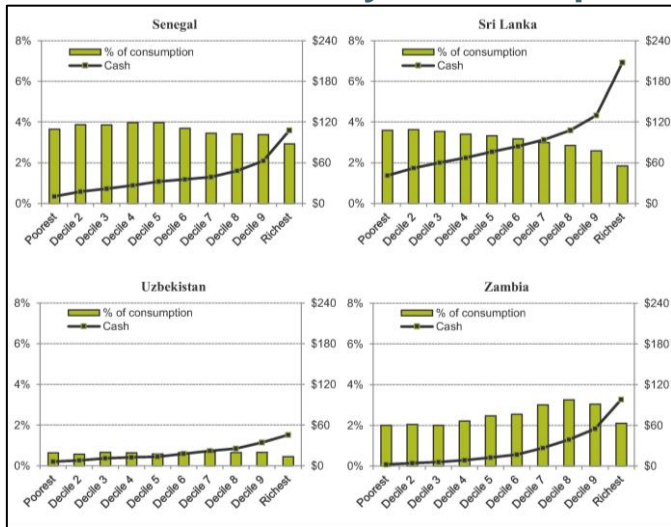 Senegal
8%
6%
4%
2%
0%
% of consumption
Cash
$240
$180
$120
$60
$0
Poorest
Decile 2
Decile 3
Decile 4
Decile 5
Decile 6
Decile 7
Decile 8
Decile 9
Richest
Sri Lanka
8%
6%
4%
2%
0%
% of consumption
Cash
$240
$180
$120
$60
$0
Poorest
Decile 2
Decile 3
Decile 4
Decile 5
Decile 6
Decile 7
Decile 8
Decile 9
Richest
Uzbekistan
8%
6%
4%
2%
0%
% of consumption
Cash
$240
$180
$120
$60
$0
Poorest
Decile 2
Decile 3
Decile 4
Decile 5
Decile 6
Decile 7
Decile 8
Decile 9
Richest
Zambia
8%
6%
4%
2%
0%
% of consumption
Cash
$240
$180
$120
$60
$0
Poorest
Decile 2
Decile 3
Decile 4
Decile 5
Decile 6
Decile 7
Decile 8
Decile 9
Richest